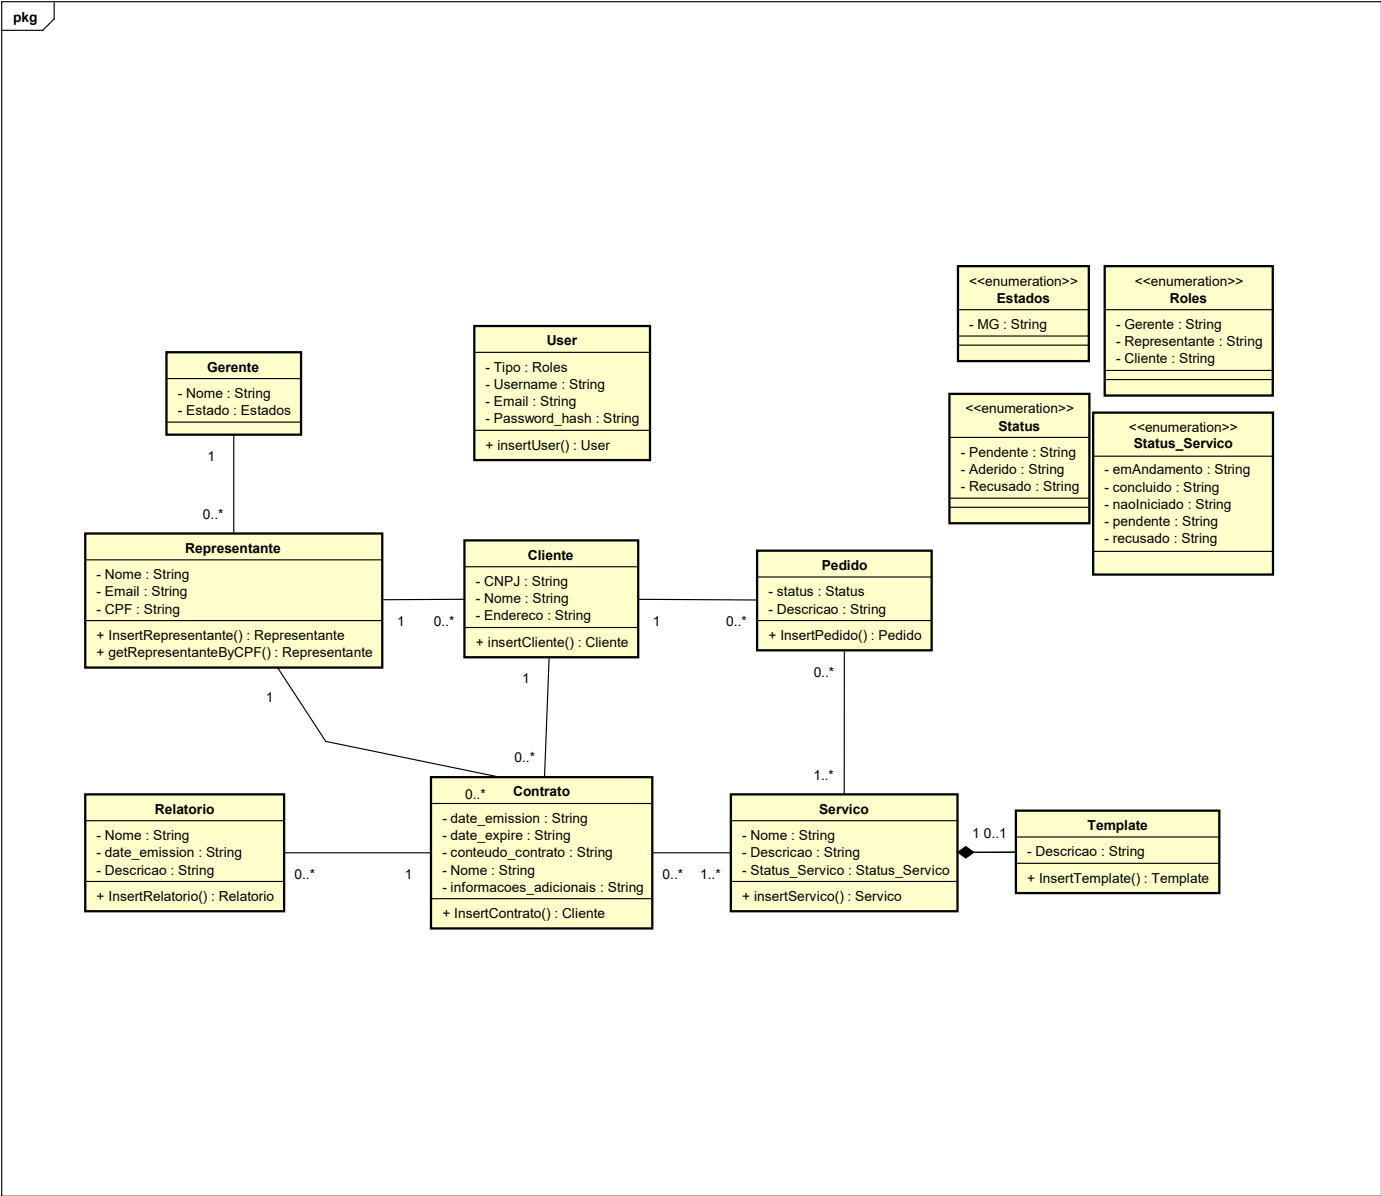 pkg
<<enumeration>>
Estados
- MG : String
<<enumeration>>
Roles
- Gerente : String
- Representante : String
- Cliente : String
User
- Tipo : Roles
- Username : String
- Email : String
- Password_hash : String
+ insertUser() : User
Gerente
- Nome : String
- Estado : Estados
<<enumeration>>
Status
- Pendente : String
- Aderido : String
- Recusado : String
<<enumeration>>
Status_Servico
- emAndamento : String
- concluido : String
- naoIniciado : String
- pendente : String
- recusado : String
1
0..*
Representante
- Nome : String
- Email : String
- CPF : String
+ InsertRepresentante() : Representante
+ getRepresentanteByCPF() : Representante
1
0..*
Cliente
- CNPJ : String
- Nome : String
- Endereco : String
+ insertCliente() : Cliente
1
0..*
Pedido
- status : Status
- Descricao : String
+ InsertPedido() : Pedido
1
1
0..*
0..*
0..*
1..*
Relatorio
- Nome : String
- date_emission : String
- Descricao : String
+ InsertRelatorio() : Relatorio
0..*
1
Contrato
- date_emission : String
- date_expire : String
- conteudo_contrato : String
- Nome : String
- informacoes_adicionais : String
+ InsertContrato() : Cliente
0..*
1..*
Servico
- Nome : String
- Descricao : String
- Status_Servico : Status_Servico
+ insertServico() : Servico
1
0..1
Template
- Descricao : String
+ InsertTemplate() : Template